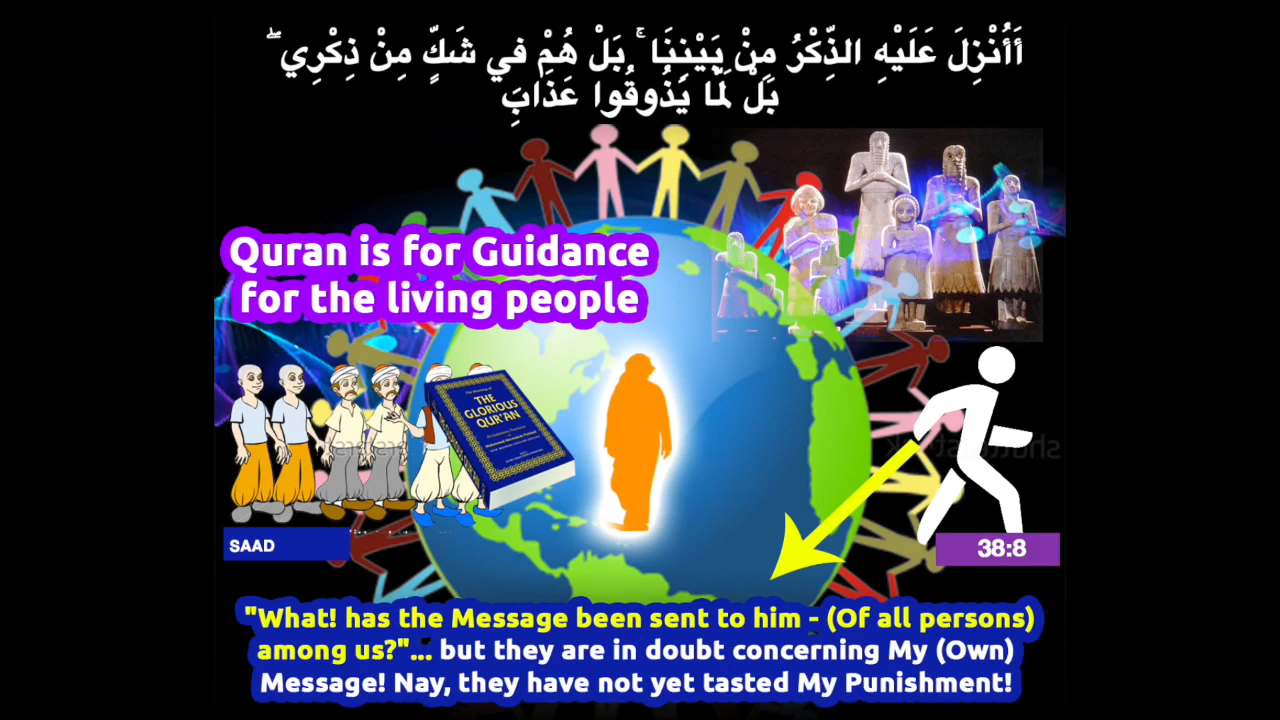 أَأُنْزِلَ عَلَيْهِ الذِّكْرُ مِنْ بَيْنِنَا ۚ بَلْ هُمْ فِي شَكٍّ مِنْ ذِكْرِي ۖ
بَلْ لَمَّا يَذُوقُوا عَذَابِ
Quran is for Guidance
for the living people
THE
GLORIOUS
QUR'AN
SAAD
38:8
"What! has the Message been sent to him - (Of all persons)
among us?"... but they are in doubt concerning My (Own)
Message! Nay, they have not yet tasted My Punishment!